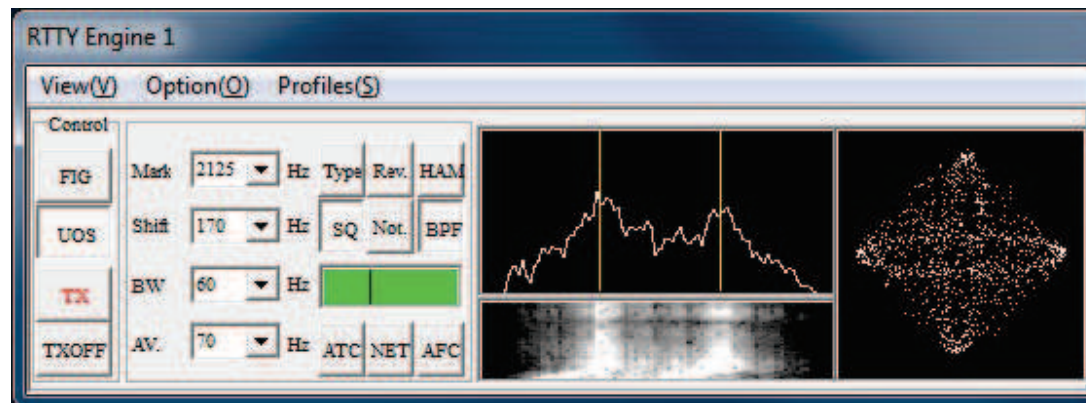 RTTY Engine 1
View(V) Option(O) Profiles(S)
Control
FIG
UOS
TX
TXOFF
Mark 2125 Hz Type Rev. HAM
Shift 170 Hz SQ Not. BPF
BW 60 Hz
AV. 70 Hz ATC NET AFC